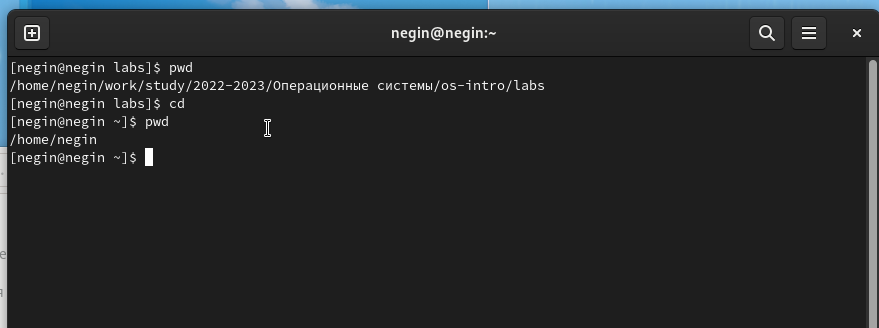 negin@negin:~
[negin@negin labs]$ pwd
/home/negin/work/study/2022-2023/Операционные системы/os-intro/labs
[negin@negin labs]$ cd
[negin@negin ~]$ pwd
/home/negin
[negin@negin ~]$